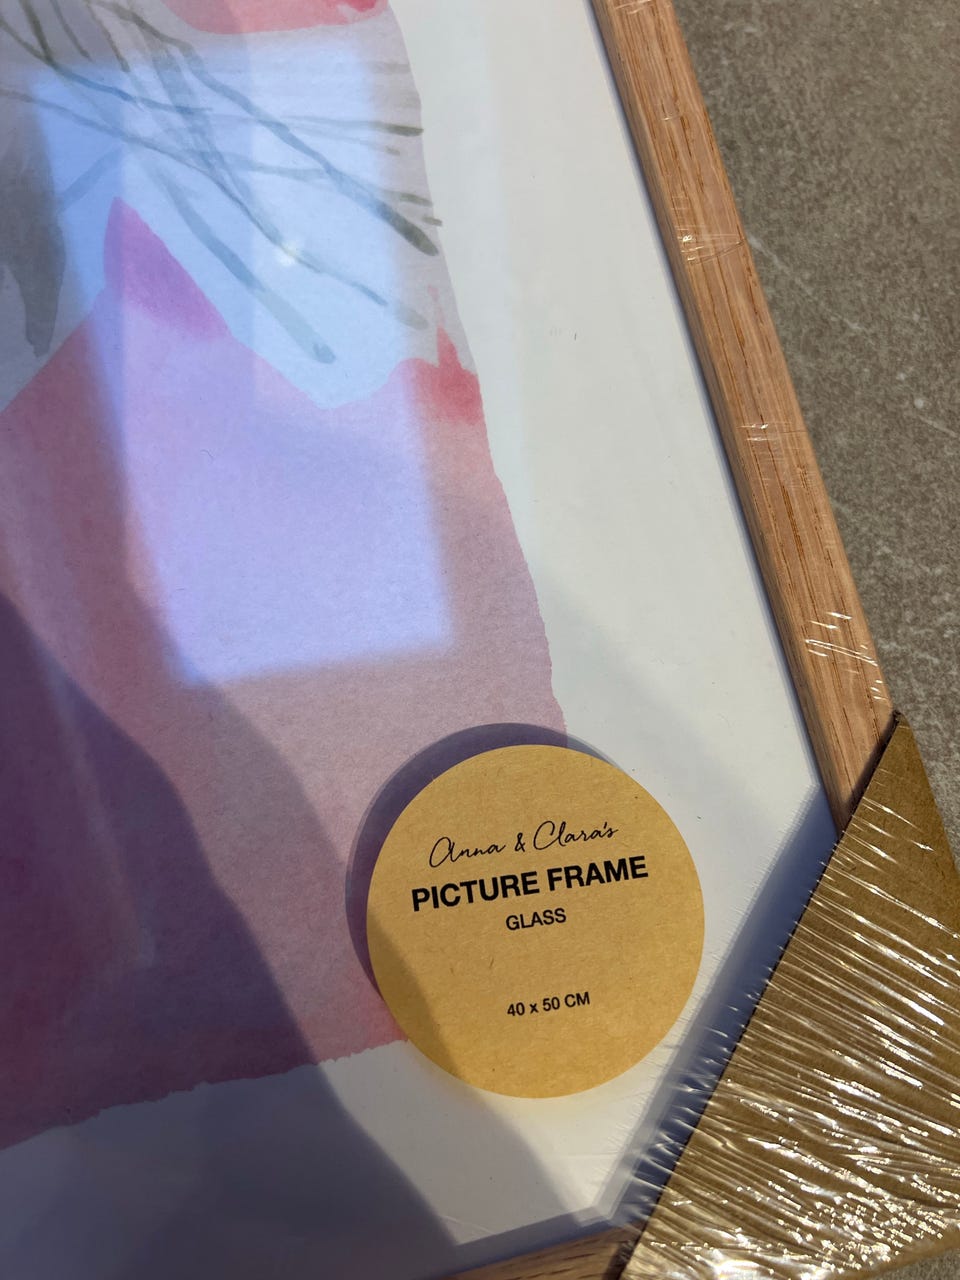 Anna & Clara's
PICTURE FRAME
GLASS
40 x 50 CM